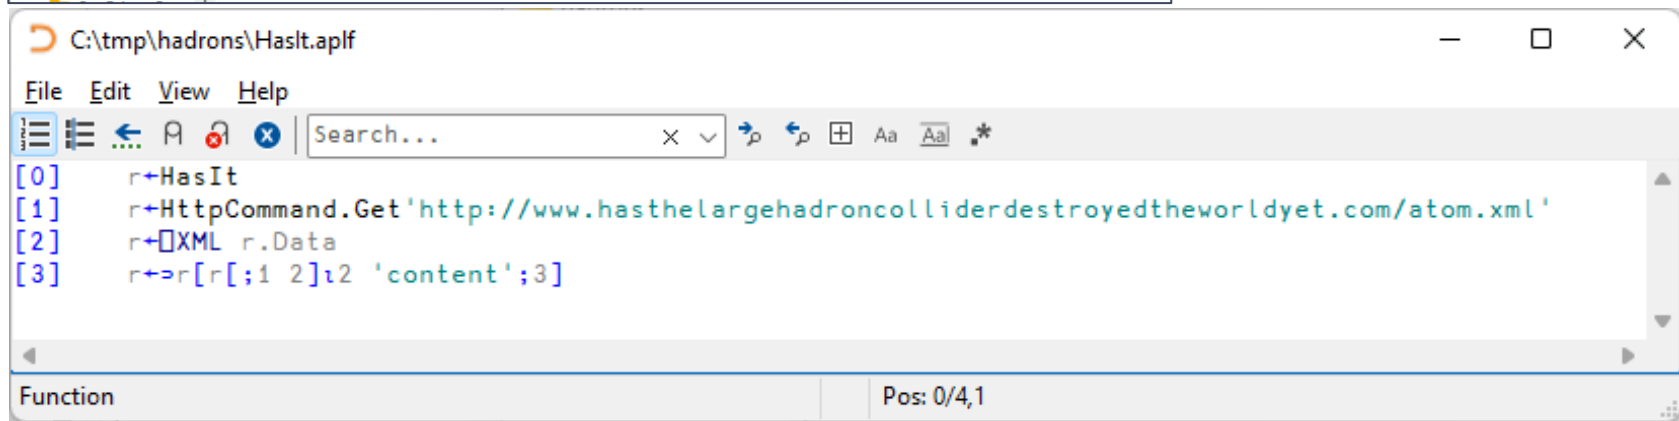 C:\tmp\hadrons\HasIt.aplf
File Edit View Help
Search...
Aa Aa
[0] r←HasIt
[1] r←HttpCommand.Get'http://www.hasthelargehadroncolliderdestroyedtheworldyet.com/atom.xml'
[2] r←⎕XML r.Data
[3] r←⊃r[r[;1 2]⍳2 'content';3]
Function Pos: 0/4,1